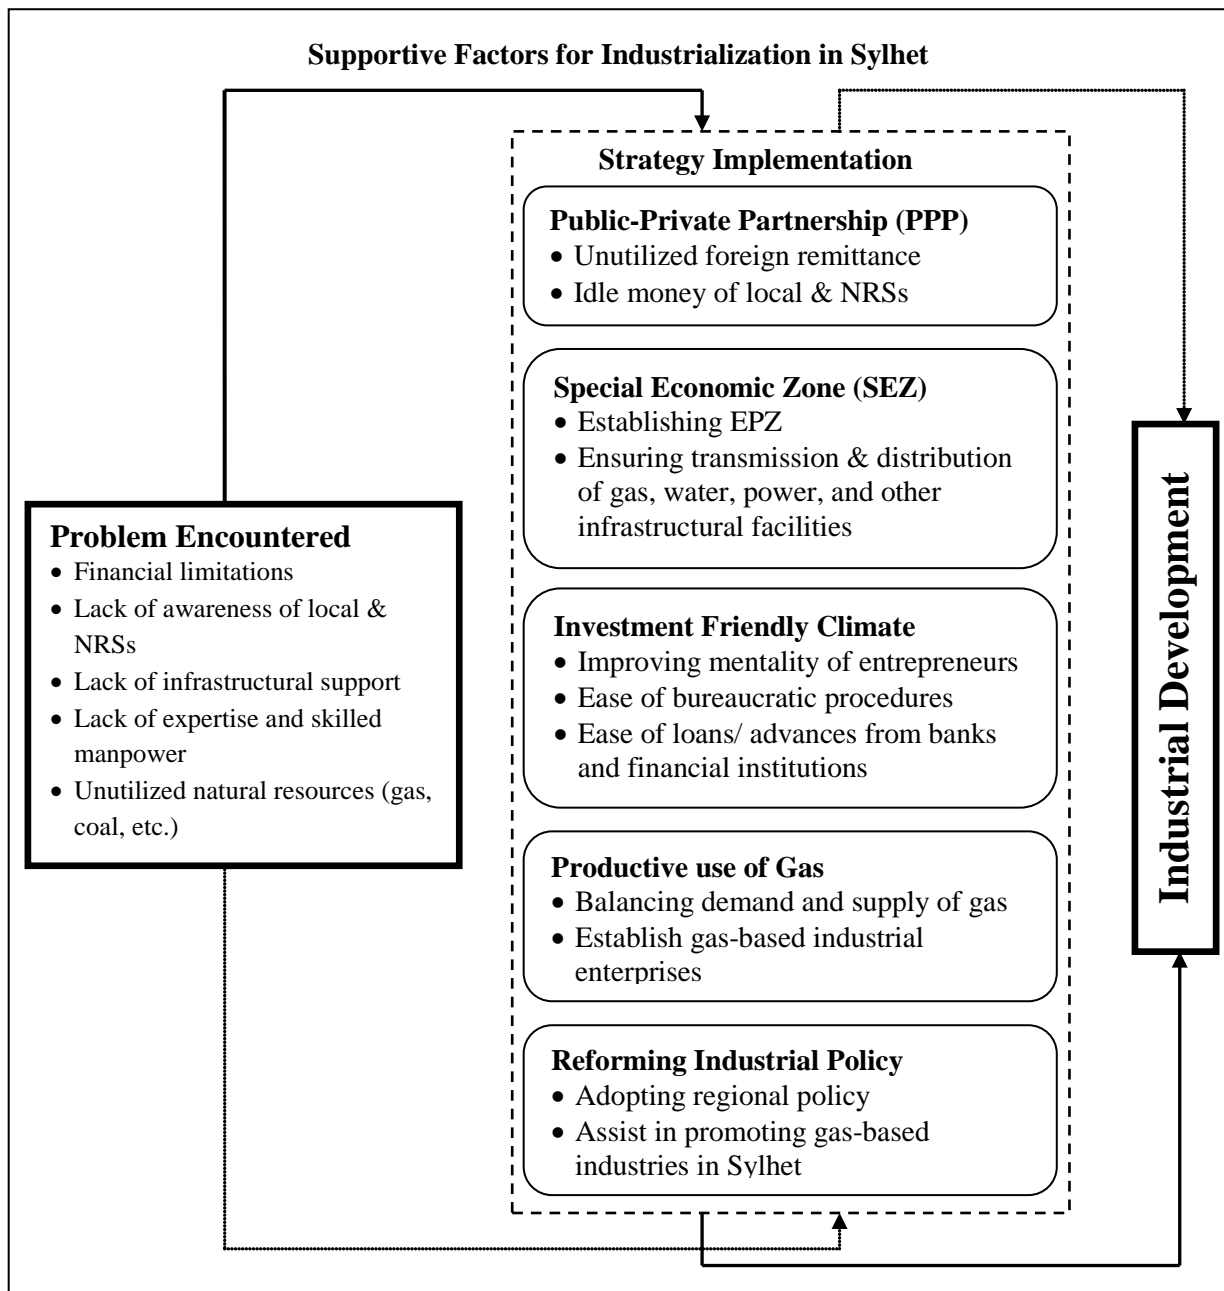 Supportive Factors for Industrialization in Sylhet
Problem Encountered
• Financial limitations
• Lack of awareness of local &
NRSs
• Lack of infrastructural support
• Lack of expertise and skilled
manpower
• Unutilized natural resources (gas,
coal, etc.)
Strategy Implementation
Public-Private Partnership (PPP)
• Unutilized foreign remittance
• Idle money of local & NRSs
Special Economic Zone (SEZ)
• Establishing EPZ
• Ensuring transmission & distribution
of gas, water, power, and other
infrastructural facilities
Investment Friendly Climate
• Improving mentality of entrepreneurs
• Ease of bureaucratic procedures
• Ease of loans/ advances from banks
and financial institutions
Productive use of Gas
• Balancing demand and supply of gas
• Establish gas-based industrial
enterprises
Reforming Industrial Policy
• Adopting regional policy
• Assist in promoting gas-based
industries in Sylhet
Industrial Development